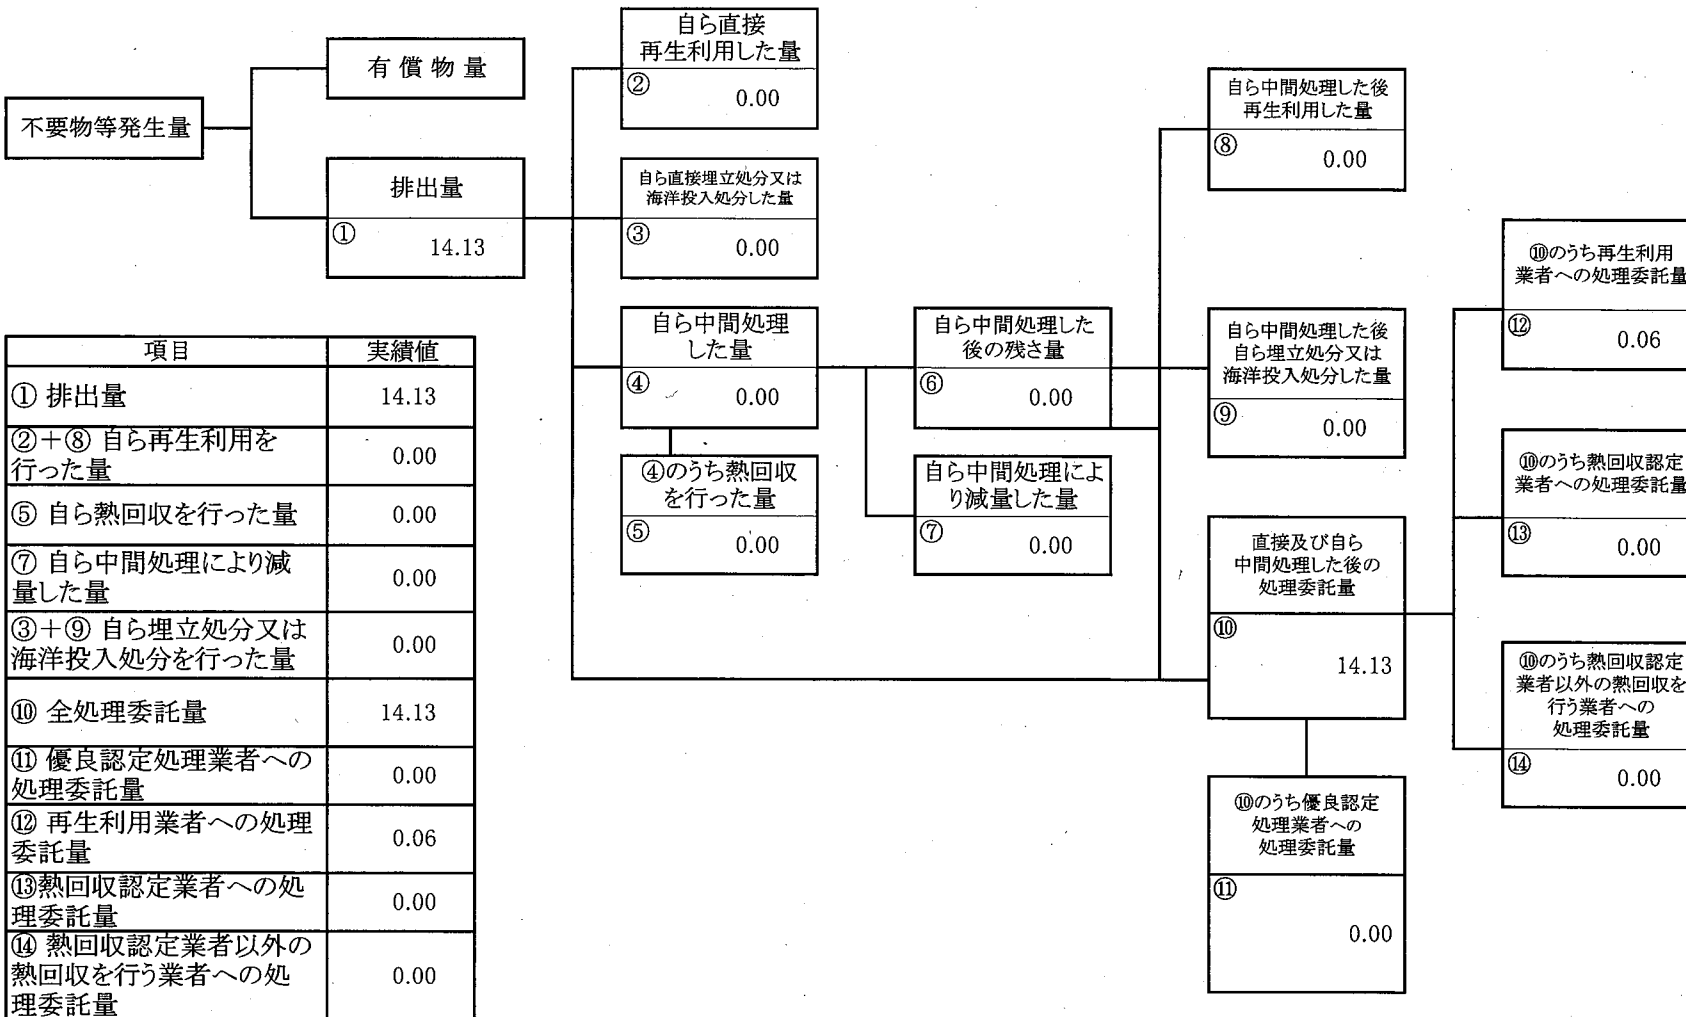 不要物等発生量
有償物量
排出量
①
14.13
自ら直接
再生利用した量
②
0.00
自ら直接埋立処分又は
海洋投入処分した量
③
0.00
自ら中間処理
した量
④
0.00
④のうち熱回収
を行った量
⑤
0.00
自ら中間処理した
後の残さ量
⑥
0.00
自ら中間処理によ
り減量した量
⑦
0.00
自ら中間処理した後
再生利用した量
⑧
0.00
自ら中間処理した後
自ら埋立処分又は
海洋投入処分した量
⑨
0.00
直接及び自ら
中間処理した後の
処理委託量
⑩
14.13
⑩のうち優良認定
処理業者への
処理委託量
⑪
0.00
⑩のうち再生利用
業者への処理委託量
⑫
0.06
⑩のうち熱回収認定
業者への処理委託量
⑬
0.00
⑩のうち熱回収認定
業者以外の熱回収を
行う業者への
処理委託量
⑭
0.00
項目 実績値
① 排出量 14.13
②+⑧ 自ら再生利用を
行った量 0.00
⑤ 自ら熱回収を行った量 0.00
⑦ 自ら中間処理により減
量した量 0.00
③+⑨ 自ら埋立処分又は
海洋投入処分を行った量 0.00
⑩ 全処理委託量 14.13
⑪ 優良認定処理業者への
処理委託量 0.00
⑫ 再生利用業者への処理
委託量 0.06
⑬熱回収認定業者への処
理委託量 0.00
⑭ 熱回収認定業者以外の
熱回収を行う業者への処
理委託量 0.00